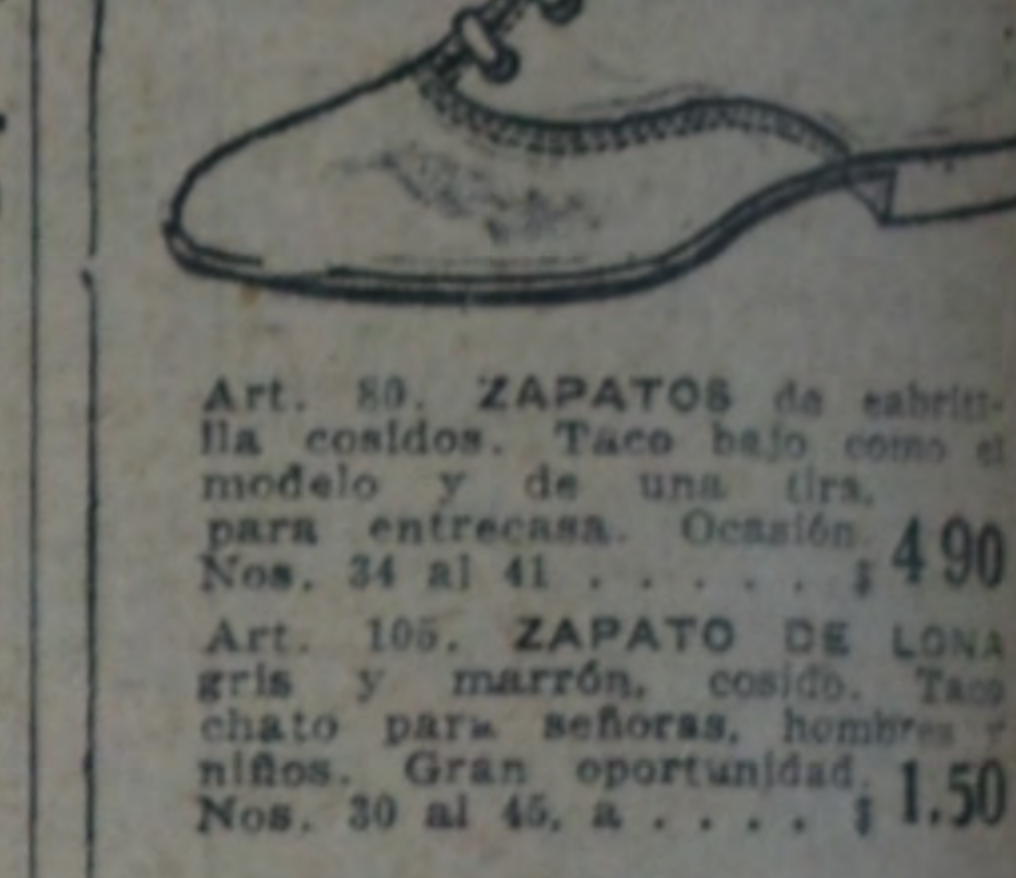 Art. 80. ZAPATOS de cabriti-
lla cosidos. Taco bajo como el
modelo y de una tira,
para entrecasa. Ocasión
Nos. 34 al 41 . . . . . . $ 4 90
Art. 105. ZAPATO DE LONA
gris y marrón, cosido. Taco
chato para señoras, hombres y
niños. Gran oportunidad.
Nos. 30 al 45, a . . . . $ 1.50